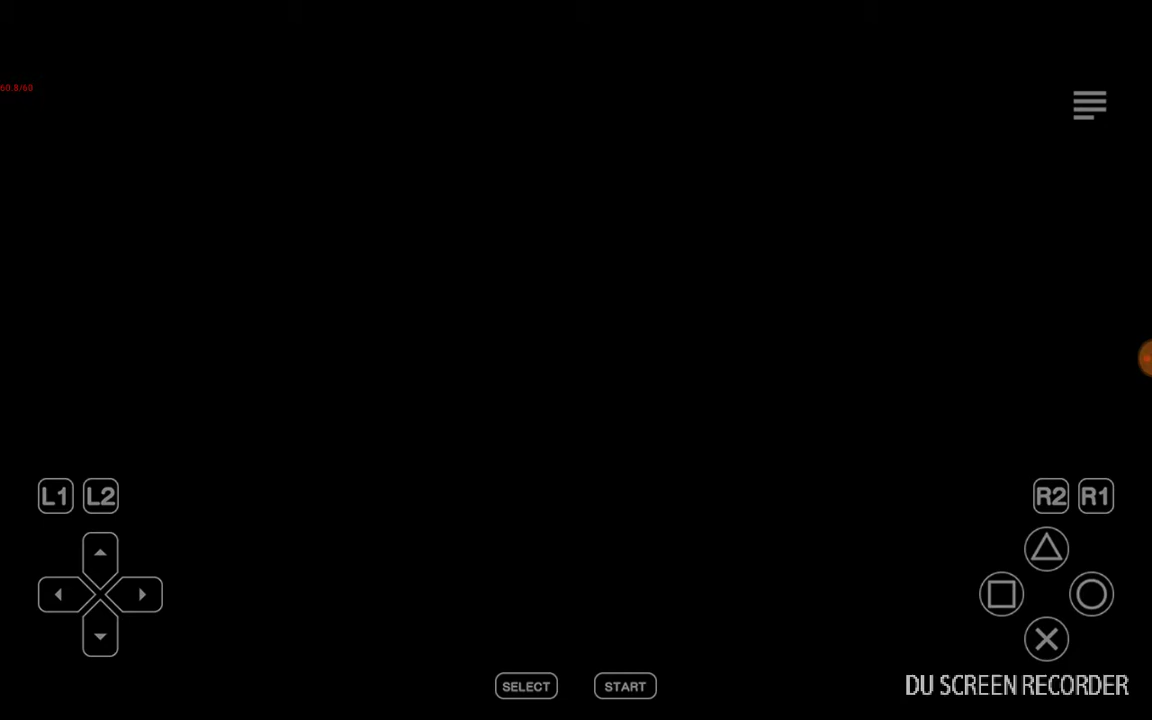 60.8/60
L1 L2
R2 R1
SELECT START
DU SCREEN RECORDER